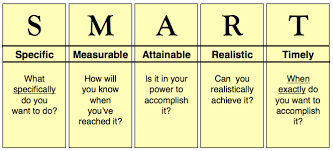 S M A R T
Specific Measurable Attainable Realistic Timely
What
specifically
do you
want to do?
How will
you know
when
you've
reached it?
Is it in your
power to
accomplish
it?
Can you
realistically
achieve it?
When
exactly do
you want to
accomplish
it?